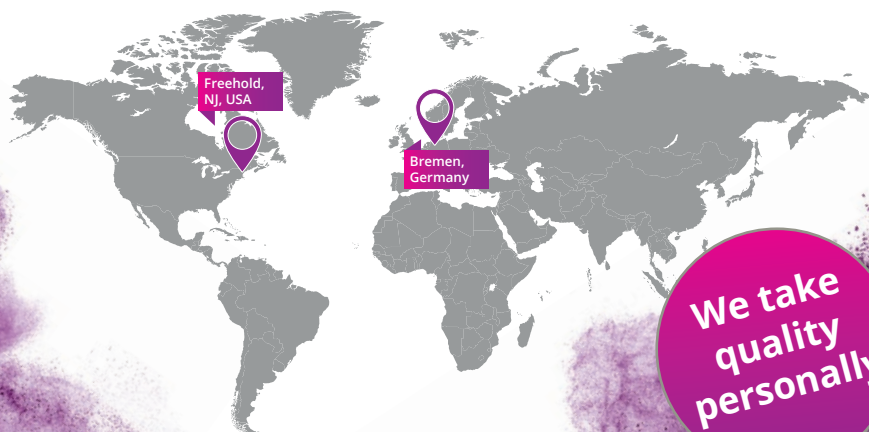 Freehold,
NJ, USA
Bremen,
Germany
We take
quality
personally